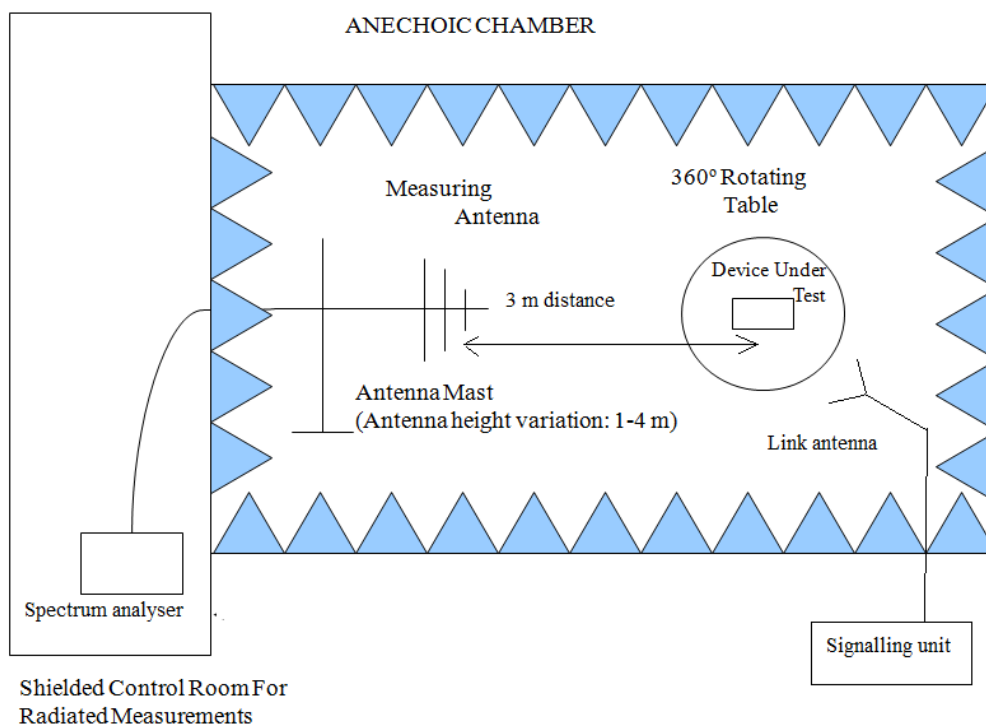 ANECHOIC CHAMBER
Measuring
Antenna
360º Rotating
Table
Device Under
Test
3 m distance
Antenna Mast
(Antenna height variation: 1-4 m)
Link antenna
Spectrum analyser
Signalling unit
Shielded Control Room For
Radiated Measurements